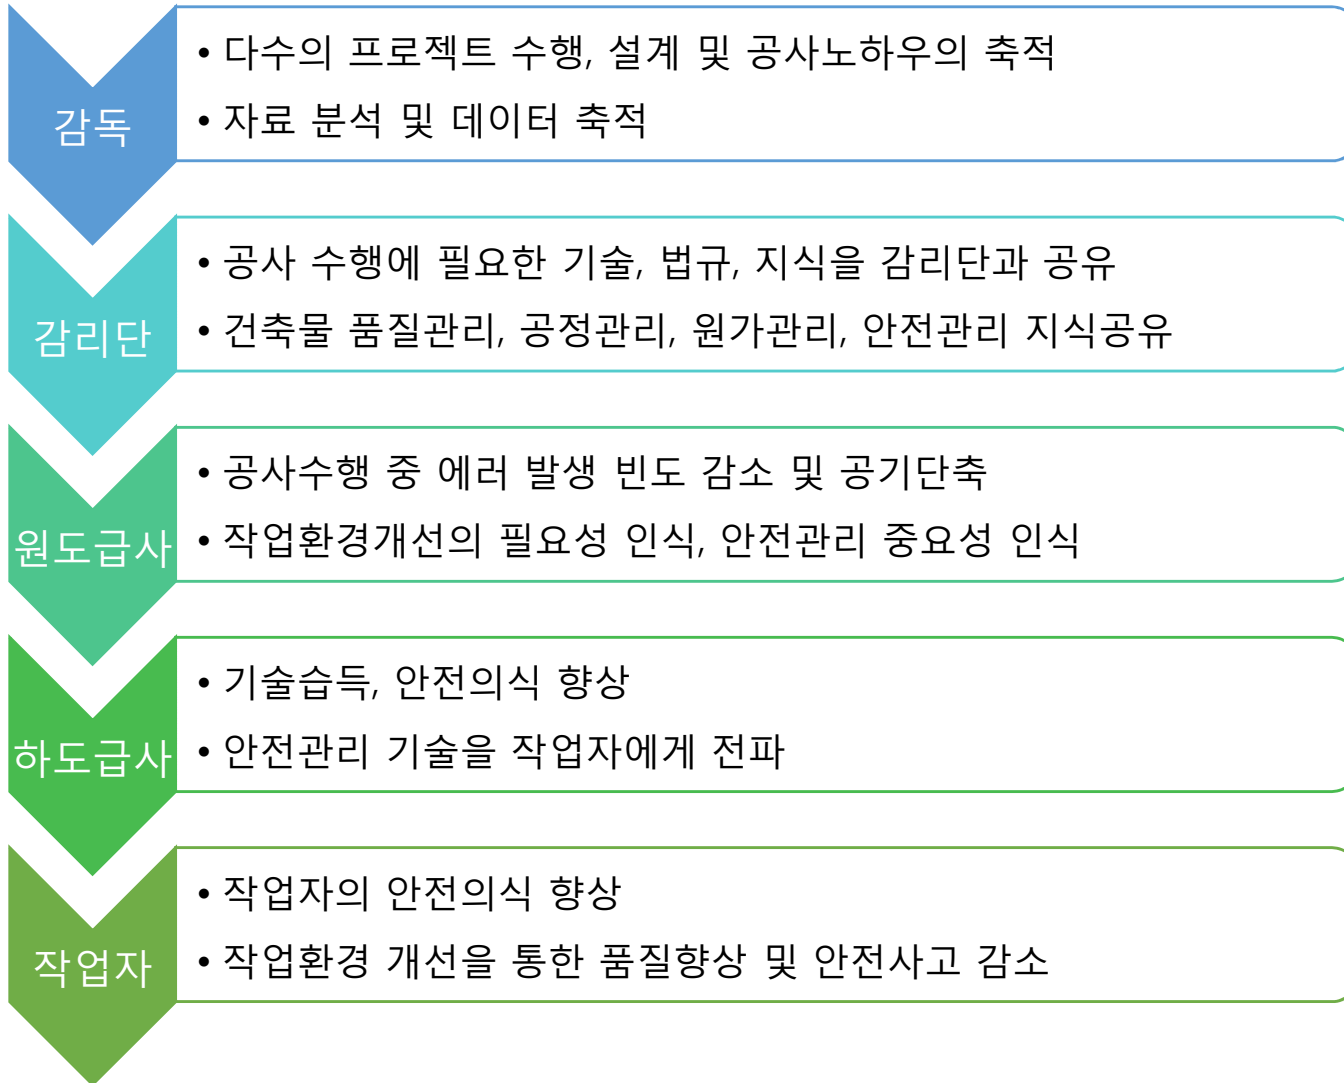 감독
• 다수의 프로젝트 수행, 설계 및 공사노하우의 축적
• 자료 분석 및 데이터 축적
감리단
• 공사 수행에 필요한 기술, 법규, 지식을 감리단과 공유
• 건축물 품질관리, 공정관리, 원가관리, 안전관리 지식공유
원도급사
• 공사수행 중 에러 발생 빈도 감소 및 공기단축
• 작업환경개선의 필요성 인식, 안전관리 중요성 인식
하도급사
• 기술습득, 안전의식 향상
• 안전관리 기술을 작업자에게 전파
작업자
• 작업자의 안전의식 향상
• 작업환경 개선을 통한 품질향상 및 안전사고 감소